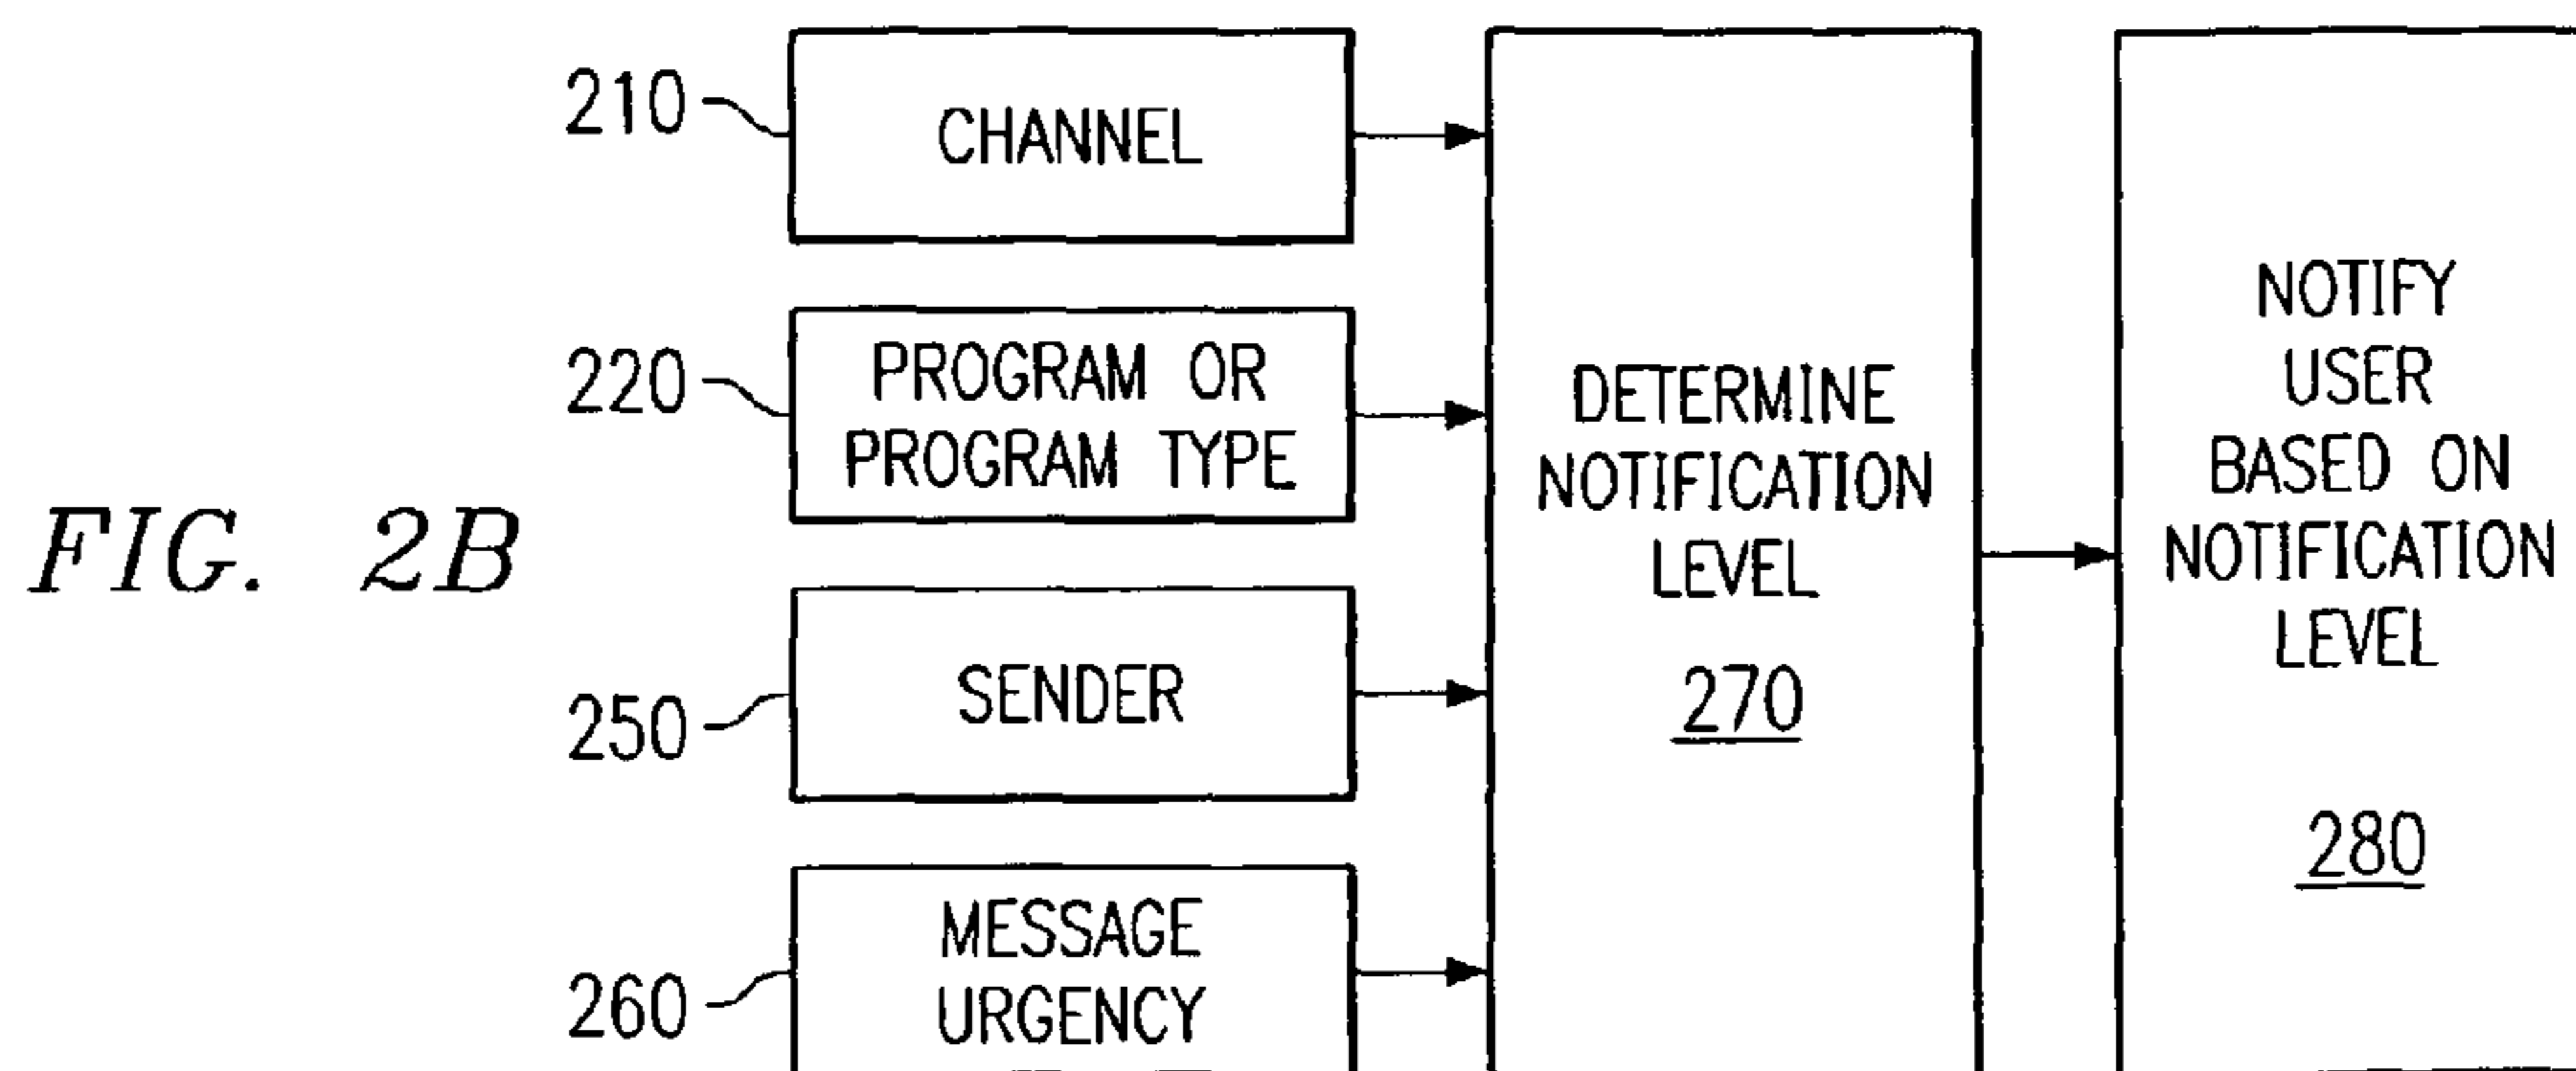 FIG. 2B
210
CHANNEL
220
PROGRAM OR
PROGRAM TYPE
250
SENDER
260
MESSAGE
URGENCY
DETERMINE
NOTIFICATION
LEVEL
270
NOTIFY
USER
BASED ON
NOTIFICATION
LEVEL
280